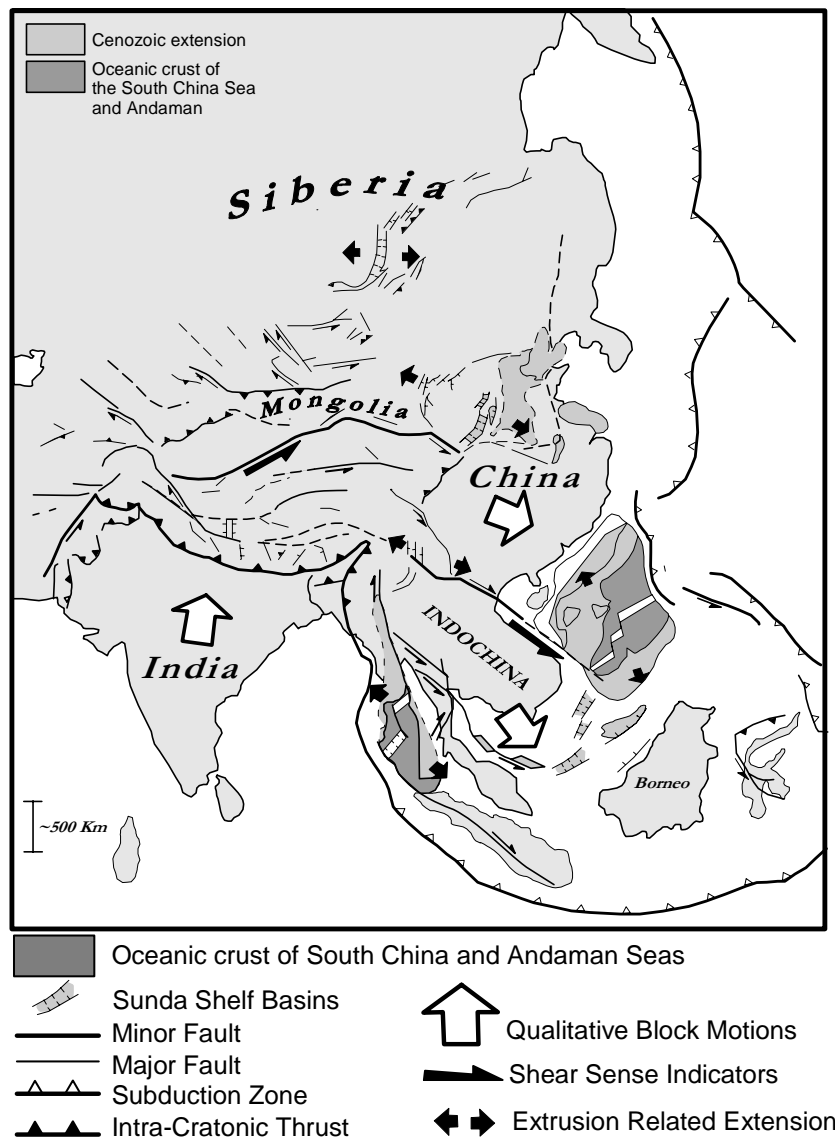 Cenozoic extension
Oceanic crust of
the South China Sea
and Andaman
Siberia
Mongolia
China
INDOCHINA
India
Borneo
~500 Km
Oceanic crust of South China and Andaman Seas
Sunda Shelf Basins
Minor Fault
Major Fault
Subduction Zone
Intra-Cratonic Thrust
Qualitative Block Motions
Shear Sense Indicators
Extrusion Related Extension